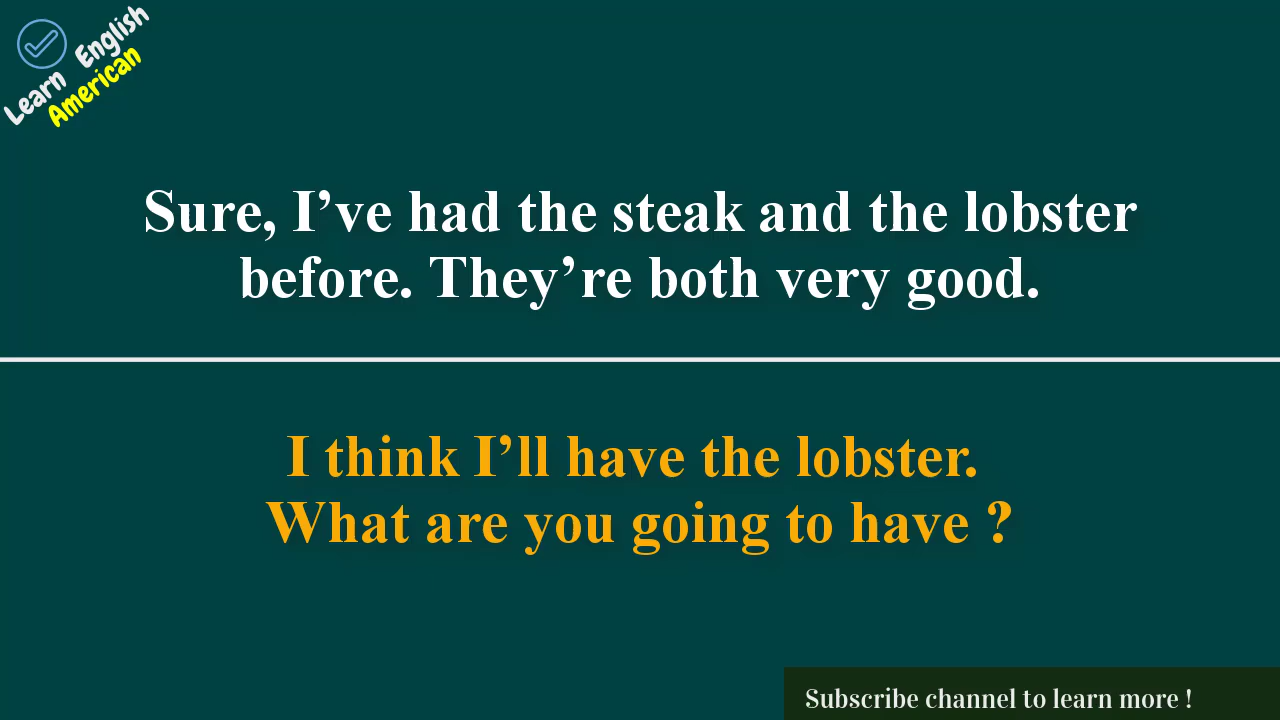 Learn English
American
Sure, I’ve had the steak and the lobster
before. They’re both very good.
I think I’ll have the lobster.
What are you going to have ?
Subscribe channel to learn more !